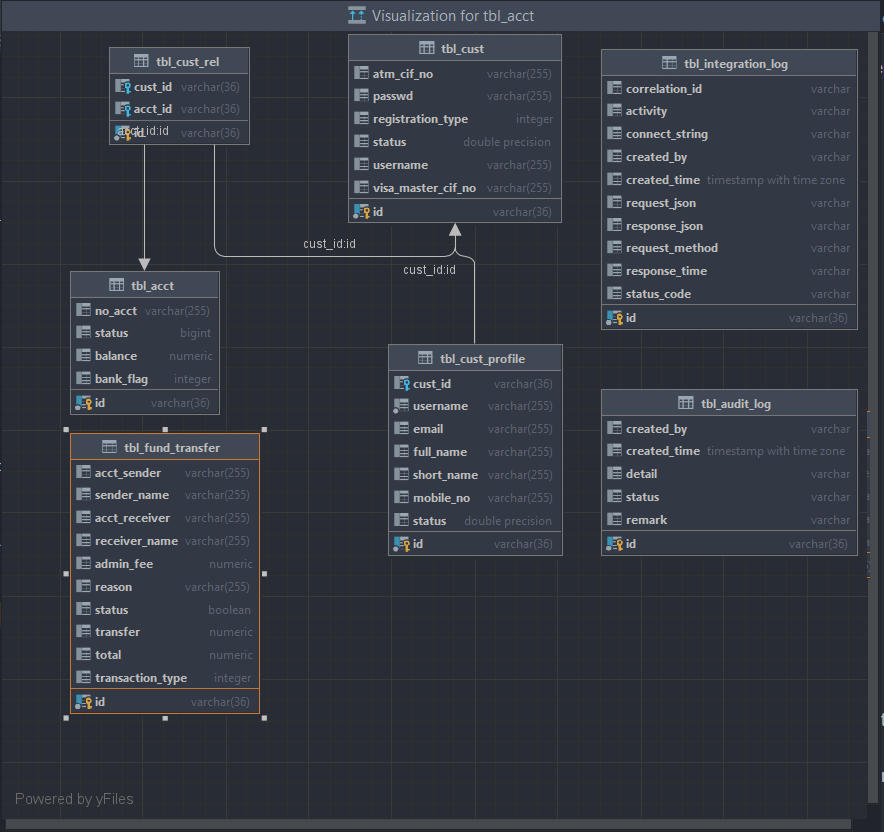 Visualization for tbl_acct
tbl_cust_rel
cust_id varchar(36)
acct_id varchar(36)
id varchar(36)
acct_id:id
tbl_cust
atm_cif_no varchar(255)
passwd varchar(255)
registration_type integer
status double precision
username varchar(255)
visa_master_cif_no varchar(255)
id varchar(36)
tbl_integration_log
correlation_id varchar
activity varchar
connect_string varchar
created_by varchar
created_time timestamp with time zone
request_json varchar
response_json varchar
request_method varchar
response_time varchar
status_code varchar
id varchar(36)
cust_id:id
cust_id:id
tbl_acct
no_acct varchar(255)
status bigint
balance numeric
bank_flag integer
id varchar(36)
tbl_cust_profile
cust_id varchar(36)
username varchar(255)
email varchar(255)
full_name varchar(255)
short_name varchar(255)
mobile_no varchar(255)
status double precision
id varchar(36)
tbl_audit_log
created_by varchar
created_time timestamp with time zone
detail varchar
status varchar
remark varchar
id varchar(36)
tbl_fund_transfer
acct_sender varchar(255)
sender_name varchar(255)
acct_receiver varchar(255)
receiver_name varchar(255)
admin_fee numeric
reason varchar(255)
status boolean
transfer numeric
total numeric
transaction_type integer
id varchar(36)
Powered by yFiles